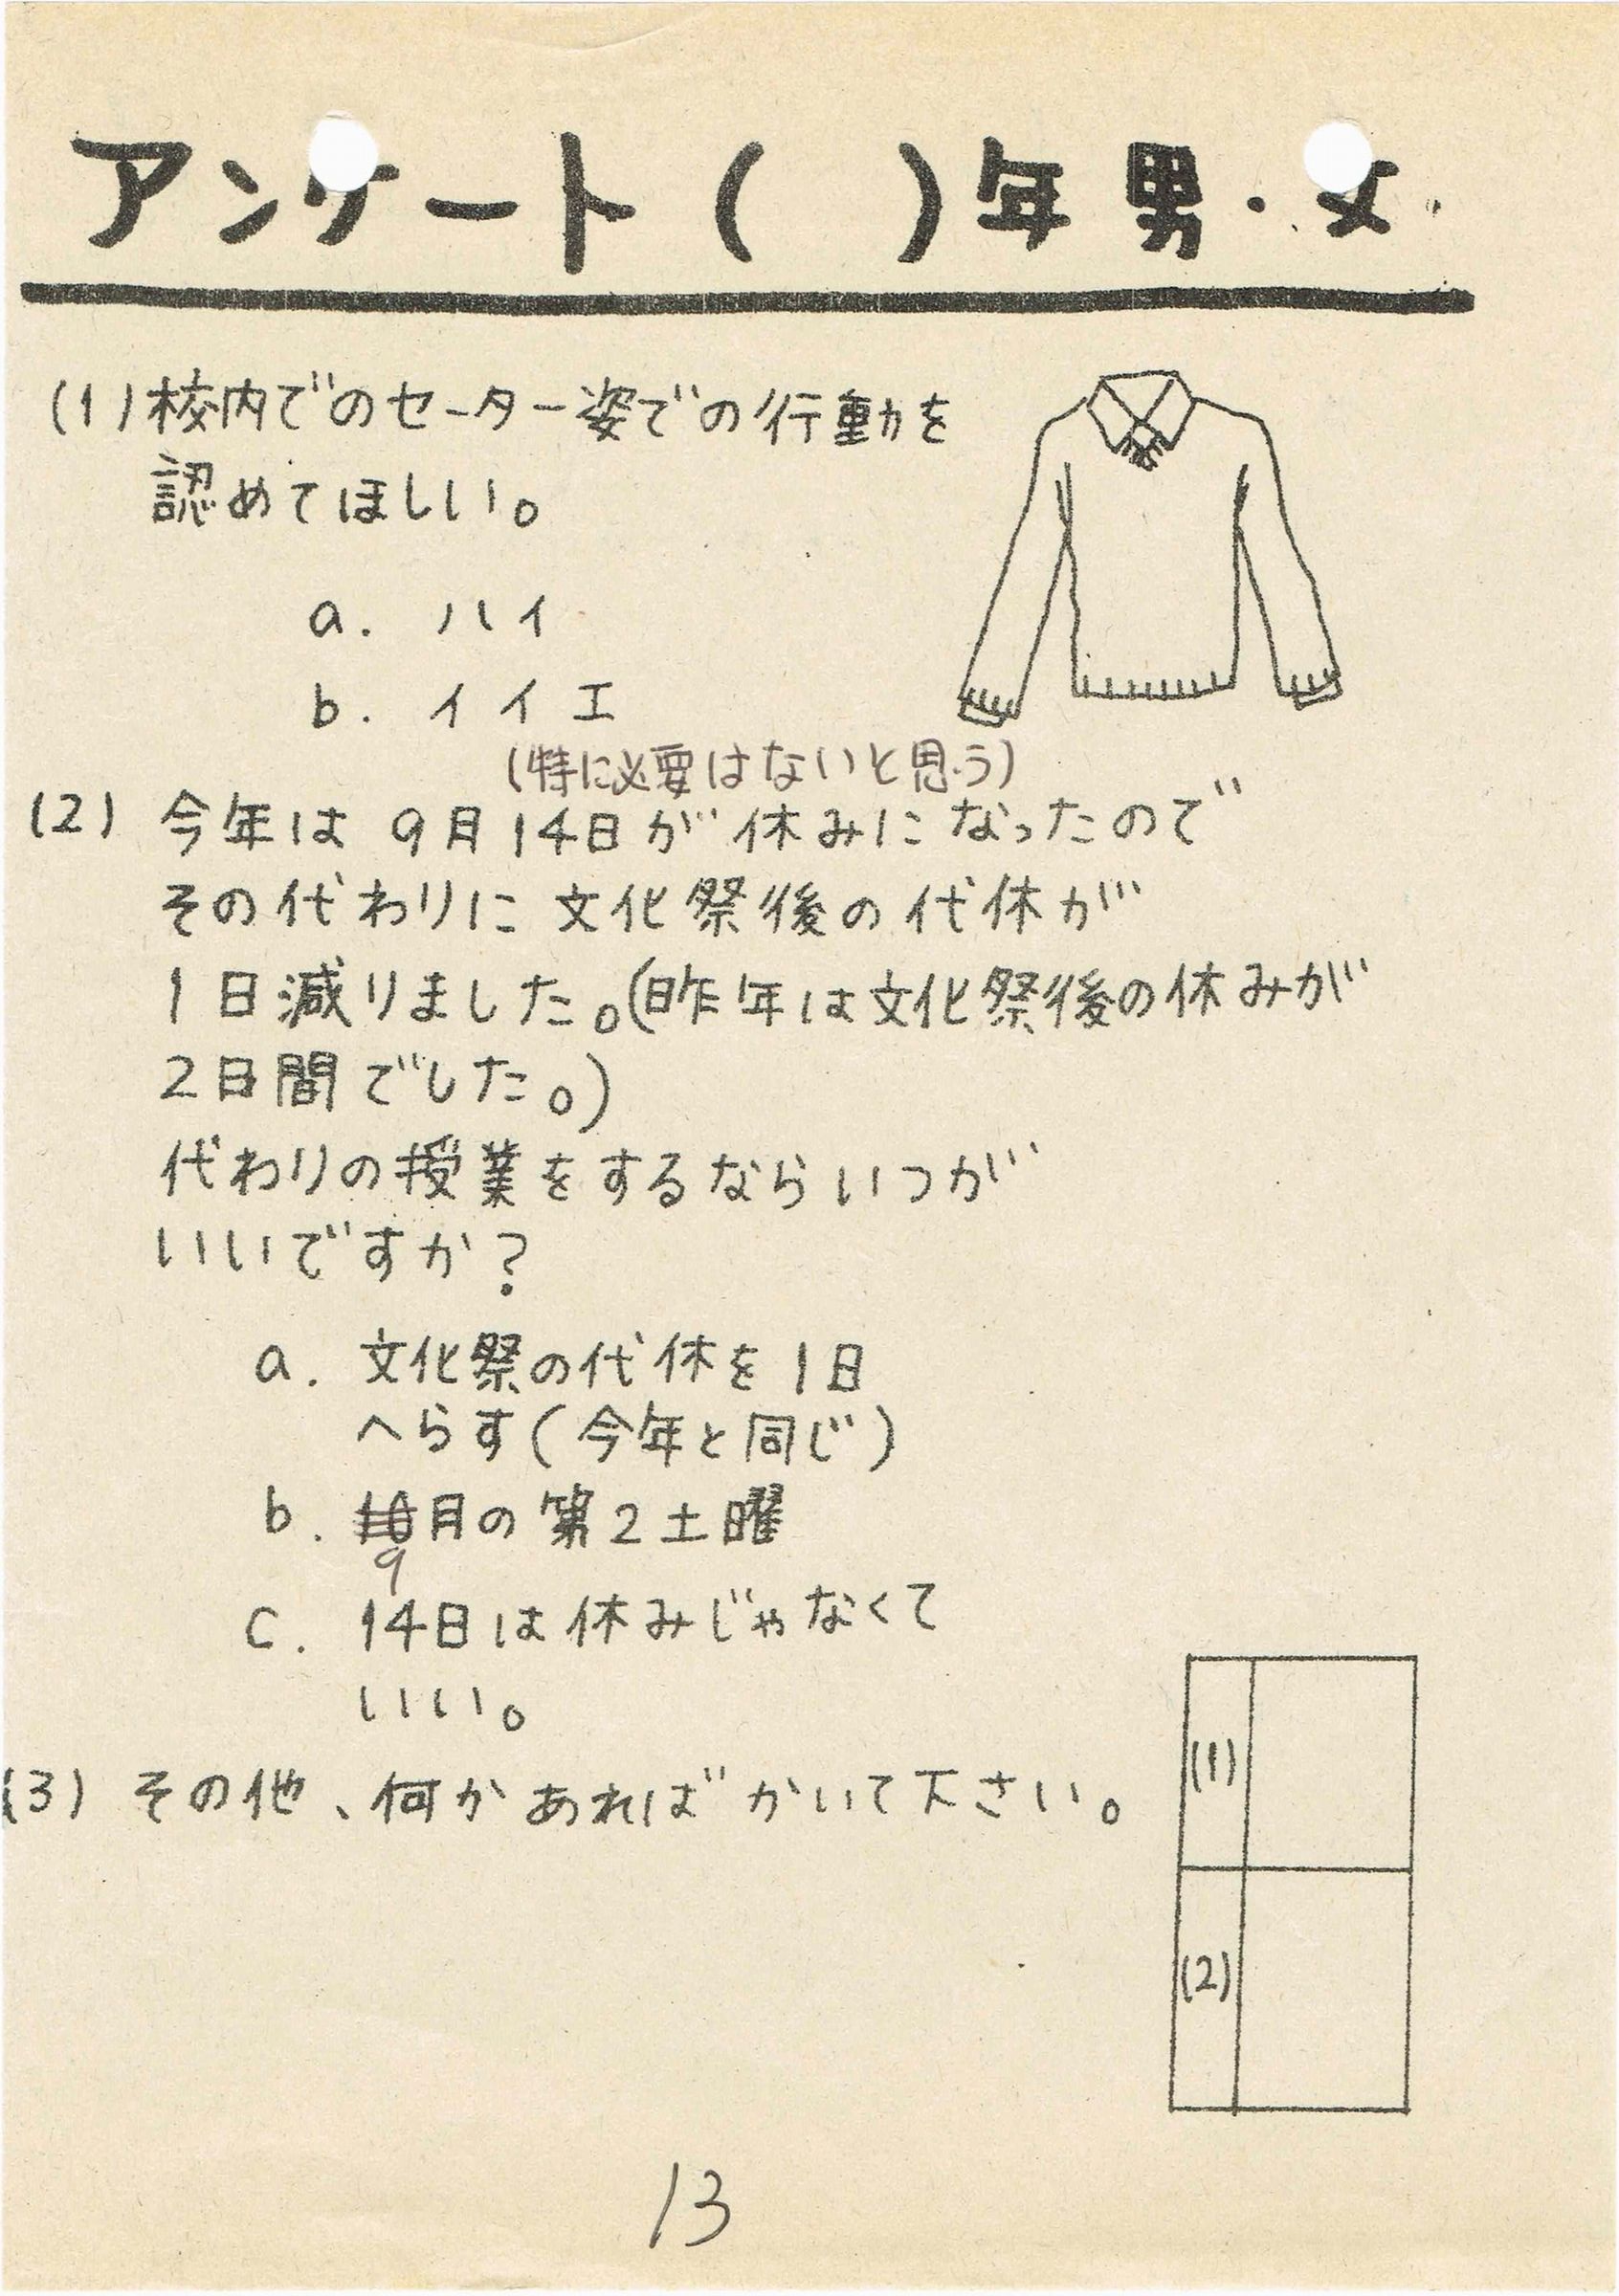 アンケート ( )年 男・女
(1) 校内でのセーター姿での行動を
認めてほしい。
a. ハイ
b. イイエ
(特に必要はないと思う)
(2) 今年は 9月14日が休みになったので
その代わりに 文化祭後の代休が
1日減りました。(昨年は文化祭後の休みが
2日間でした。)
代わりの授業をするならいつが
いいですか?
a. 文化祭の代休を1日
へらす(今年と同じ)
b. 月の第2土曜
9
c. 14日は休みじゃなくて
いい。
(3) その他、何かあればかいて下さい。
(1)
(2)
13